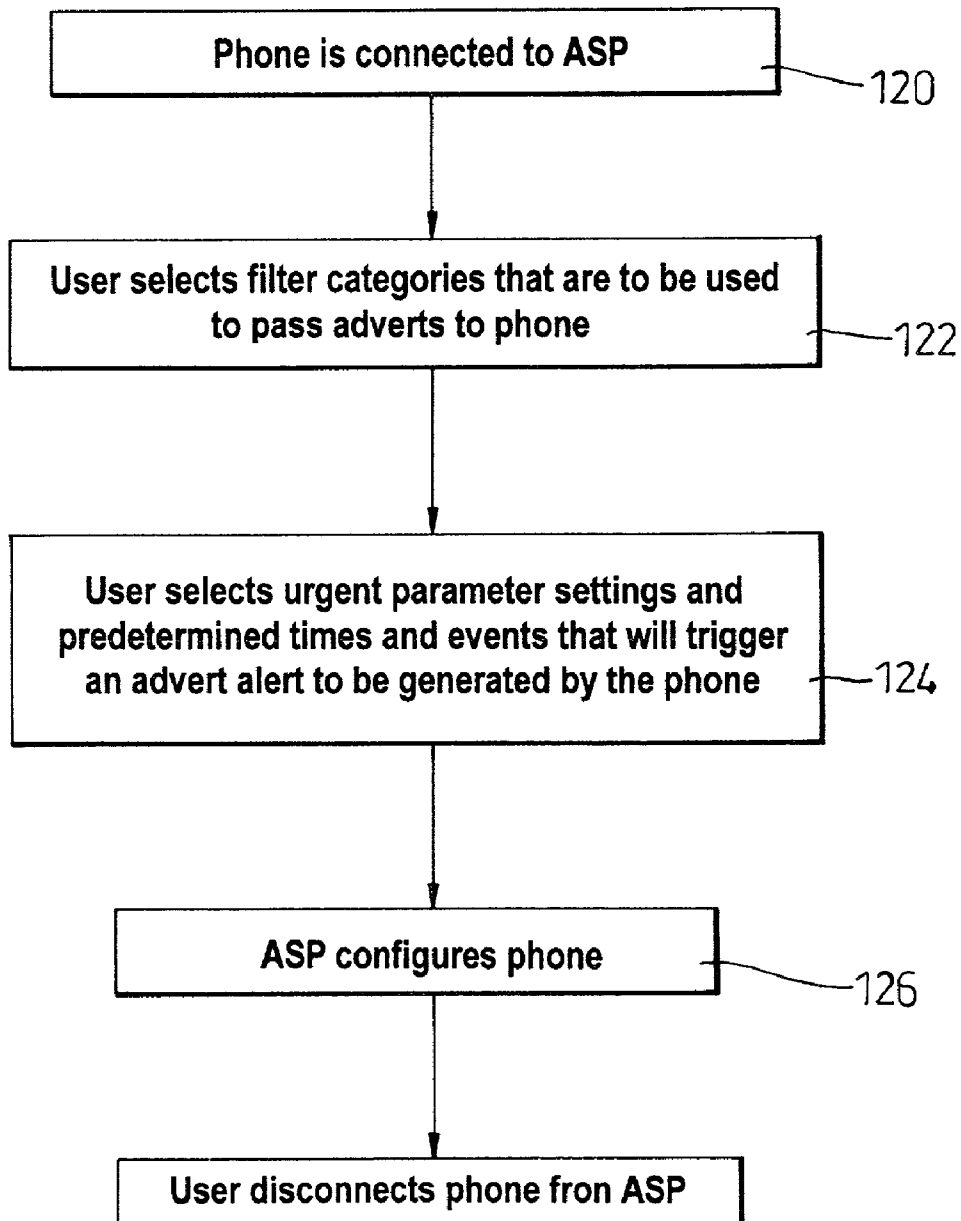 Phone is connected to ASP
120
User selects filter categories that are to be used
to pass adverts to phone
122
User selects urgent parameter settings and
predetermined times and events that will trigger
an advert alert to be generated by the phone
124
ASP configures phone
126
User disconnects phone fron ASP